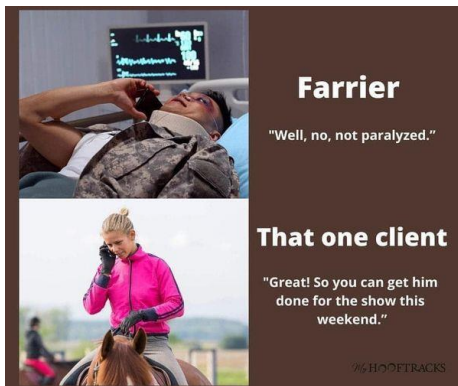 Farrier
"Well, no, not paralyzed.”
That one client
"Great! So you can get him
done for the show this
weekend.”
HOOFTRACKS